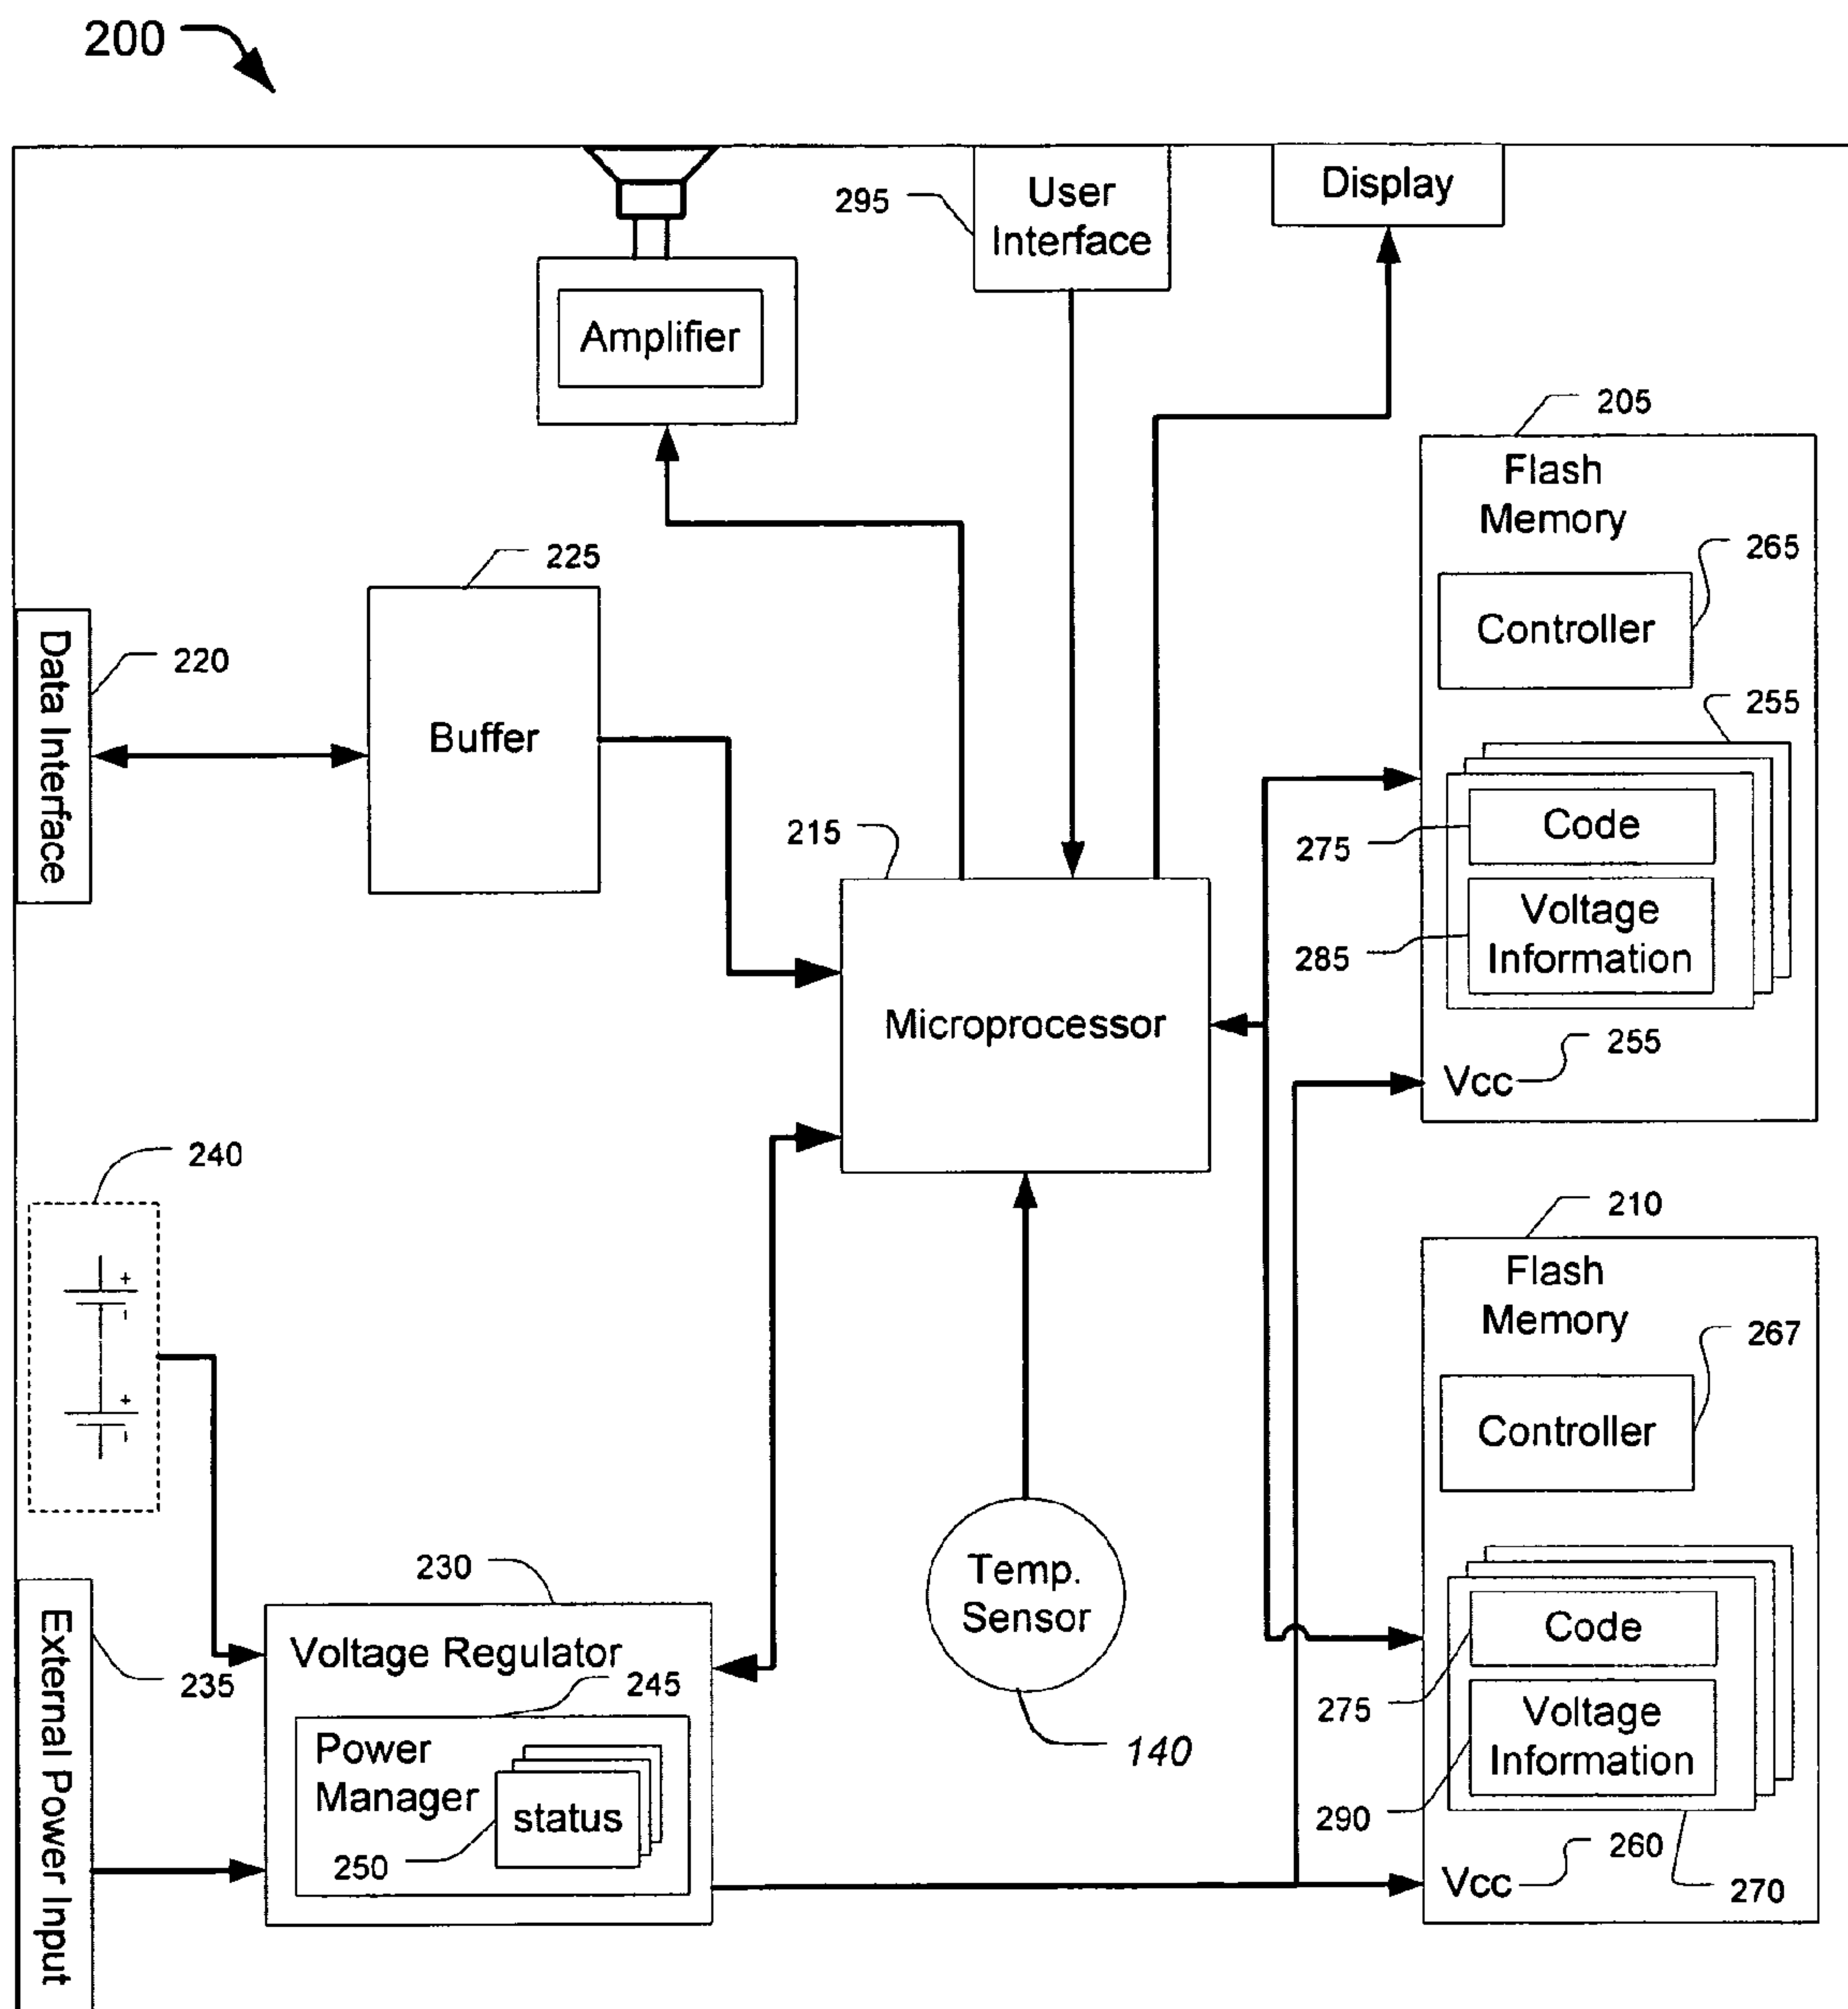 200
Display
295
User
Interface
Amplifier
205
Flash
Memory
265
Controller
225
Buffer
220
Data Interface
255
275
Code
285
Voltage
Information
215
Microprocessor
255
Vcc
240
+
-
+
-
210
Flash
Memory
267
Controller
230
Voltage Regulator
Temp.
Sensor
140
235
External Power Input
245
Power
Manager
status
250
275
Code
290
Voltage
Information
260
Vcc
270